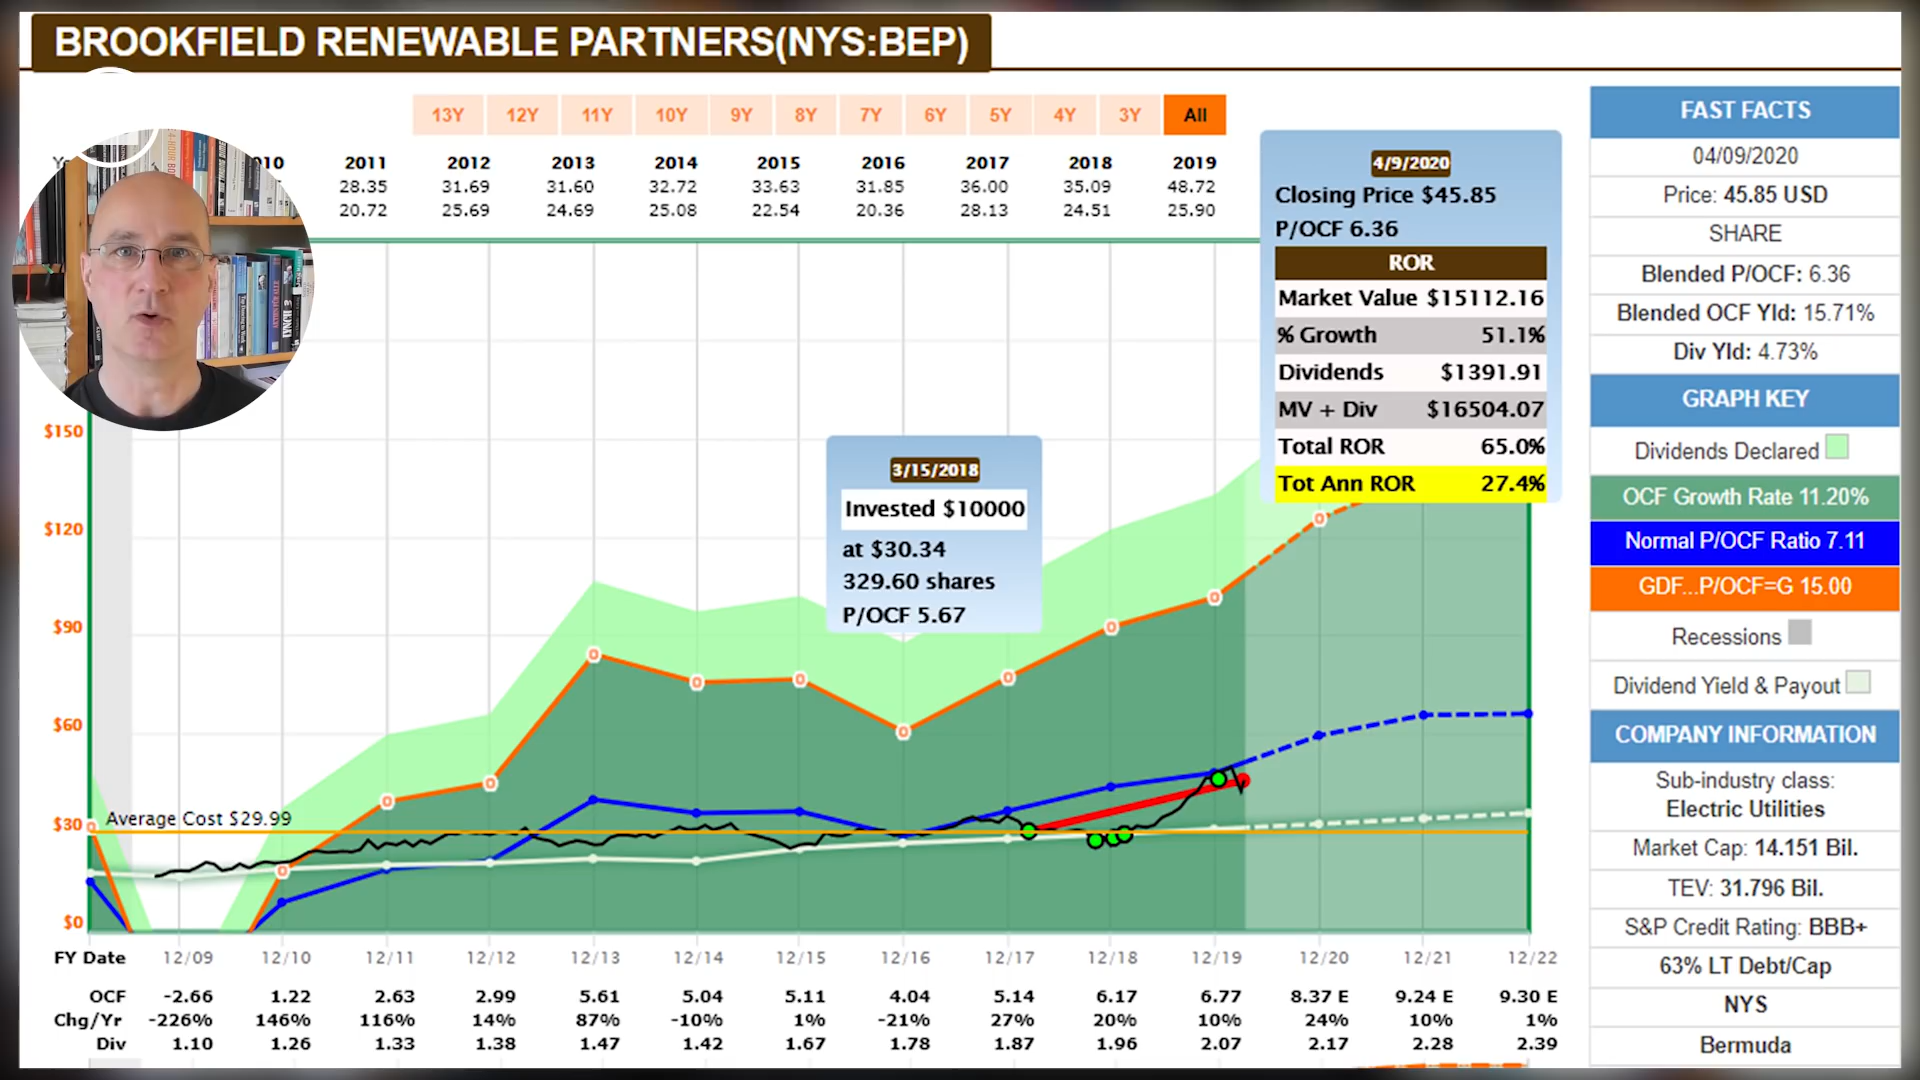 BROOKFIELD RENEWABLE PARTNERS(NYS:BEP)
13Y 12Y 11Y 10Y 9Y 8Y 7Y 6Y 5Y 4Y 3Y All
2011 2012 2013 2014 2015 2016 2017 2018 2019
28.35 31.69 31.60 32.72 33.63 31.85 36.00 35.09 48.72
20.72 25.69 24.69 25.08 22.54 20.36 28.13 24.51 25.90
4/9/2020
Closing Price $45.85
P/OCF 6.36
ROR
Market Value $15112.16
% Growth 51.1%
Dividends $1391.91
MV + Div $16504.07
Total ROR 65.0%
Tot Ann ROR 27.4%
3/15/2018
Invested $10000
at $30.34
329.60 shares
P/OCF 5.67
$150
$120
$90
$60
$30
$0
Average Cost $29.99
FY Date 12/09 12/10 12/11 12/12 12/13 12/14 12/15 12/16 12/17 12/18 12/19 12/20 12/21 12/22
OCF -2.66 1.22 2.63 2.99 5.61 5.04 5.11 4.04 5.14 6.17 6.77 8.37 E 9.24 E 9.30 E
Chg/Yr -226% 146% 116% 14% 87% -10% 1% -21% 27% 20% 10% 24% 10% 1%
Div 1.10 1.26 1.33 1.38 1.47 1.42 1.67 1.78 1.87 1.96 2.07 2.17 2.28 2.39
FAST FACTS
04/09/2020
Price: 45.85 USD
SHARE
Blended P/OCF: 6.36
Blended OCF Yld: 15.71%
Div Yld: 4.73%
GRAPH KEY
Dividends Declared
OCF Growth Rate 11.20%
Normal P/OCF Ratio 7.11
GDF...P/OCF=G 15.00
Recessions
Dividend Yield & Payout
COMPANY INFORMATION
Sub-industry class:
Electric Utilities
Market Cap: 14.151 Bil.
TEV: 31.796 Bil.
S&P Credit Rating: BBB+
63% LT Debt/Cap
NYS
Bermuda